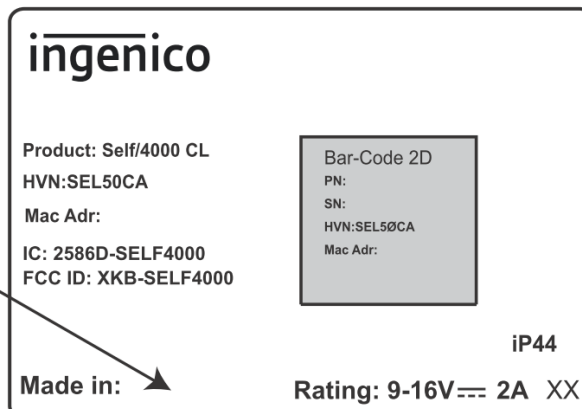 ingenico
Product: Self/4000 CL
HVN:SEL50CA
Mac Adr:
IC: 2586D-SELF4000
FCC ID: XKB-SELF4000
Bar-Code 2D
PN:
SN:
HVN:SEL5ØCA
Mac Adr:
iP44
Made in:
Rating: 9-16V⎓ 2A XX